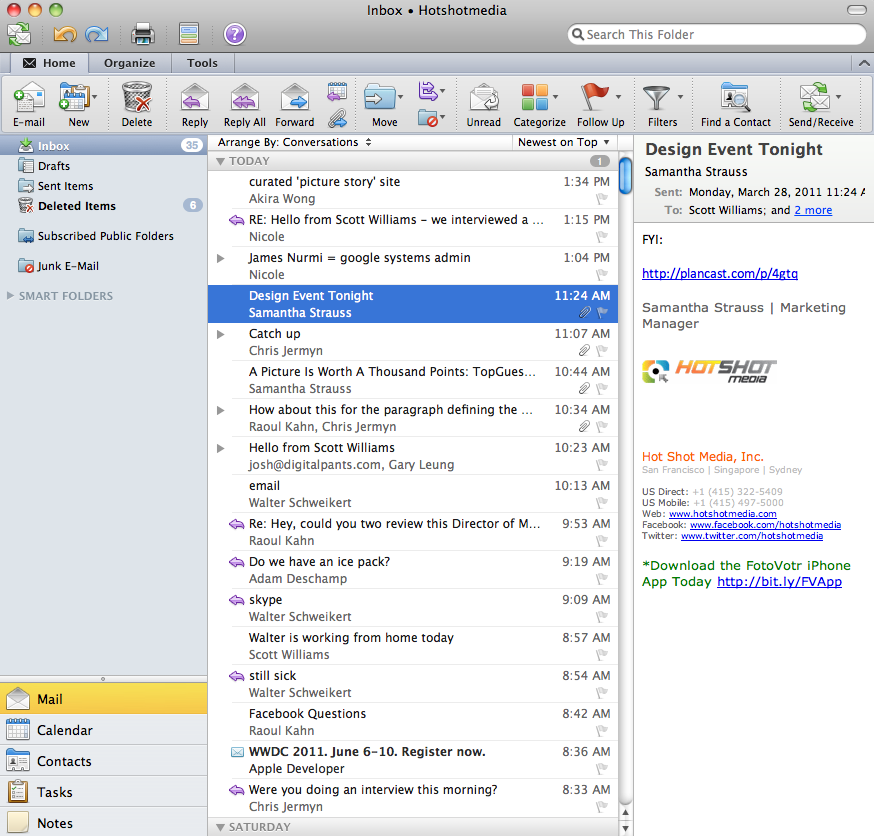 Inbox • Hotshotmedia
Search This Folder
Home
Organize
Tools
E-mail
New
Delete
Reply
Reply All
Forward
Move
Unread
Categorize
Follow Up
Filters
Find a Contact
Send/Receive
Inbox 35
Drafts
Sent Items
Deleted Items 6
Subscribed Public Folders
Junk E-Mail
SMART FOLDERS
Mail
Calendar
Contacts
Tasks
Notes
Arrange By: Conversations Newest on Top
TODAY 1
curated 'picture story' site 1:34 PM
Akira Wong
RE: Hello from Scott Williams – we interviewed a ... 1:15 PM
Nicole
James Nurmi = google systems admin 1:04 PM
Nicole
Design Event Tonight 11:24 AM
Samantha Strauss
Catch up 11:07 AM
Chris Jermyn
A Picture Is Worth A Thousand Points: TopGues... 10:44 AM
Samantha Strauss
How about this for the paragraph defining the ... 10:34 AM
Raoul Kahn, Chris Jermyn
Hello from Scott Williams 10:23 AM
josh@digitalpants.com, Gary Leung
email 10:13 AM
Walter Schweikert
Re: Hey, could you two review this Director of M... 9:53 AM
Raoul Kahn
Do we have an ice pack? 9:19 AM
Adam Deschamp
skype 9:09 AM
Walter Schweikert
Walter is working from home today 8:57 AM
Scott Williams
still sick 8:54 AM
Walter Schweikert
Facebook Questions 8:42 AM
Raoul Kahn
WWDC 2011. June 6-10. Register now. 8:36 AM
Apple Developer
Were you doing an interview this morning? 8:33 AM
Chris Jermyn
SATURDAY
Design Event Tonight
Samantha Strauss
Sent: Monday, March 28, 2011 11:24 A
To: Scott Williams; and 2 more
FYI:
http://plancast.com/p/4gtq
Samantha Strauss | Marketing
Manager
HOTSHOT
MEDIA
Hot Shot Media, Inc.
San Francisco | Singapore | Sydney
US Direct: +1 (415) 322-5409
US Mobile: +1 (415) 497-5000
Web: www.hotshotmedia.com
Facebook: www.facebook.com/hotshotmedia
Twitter: www.twitter.com/hotshotmedia
*Download the FotoVotr iPhone
App Today http://bit.ly/FVApp